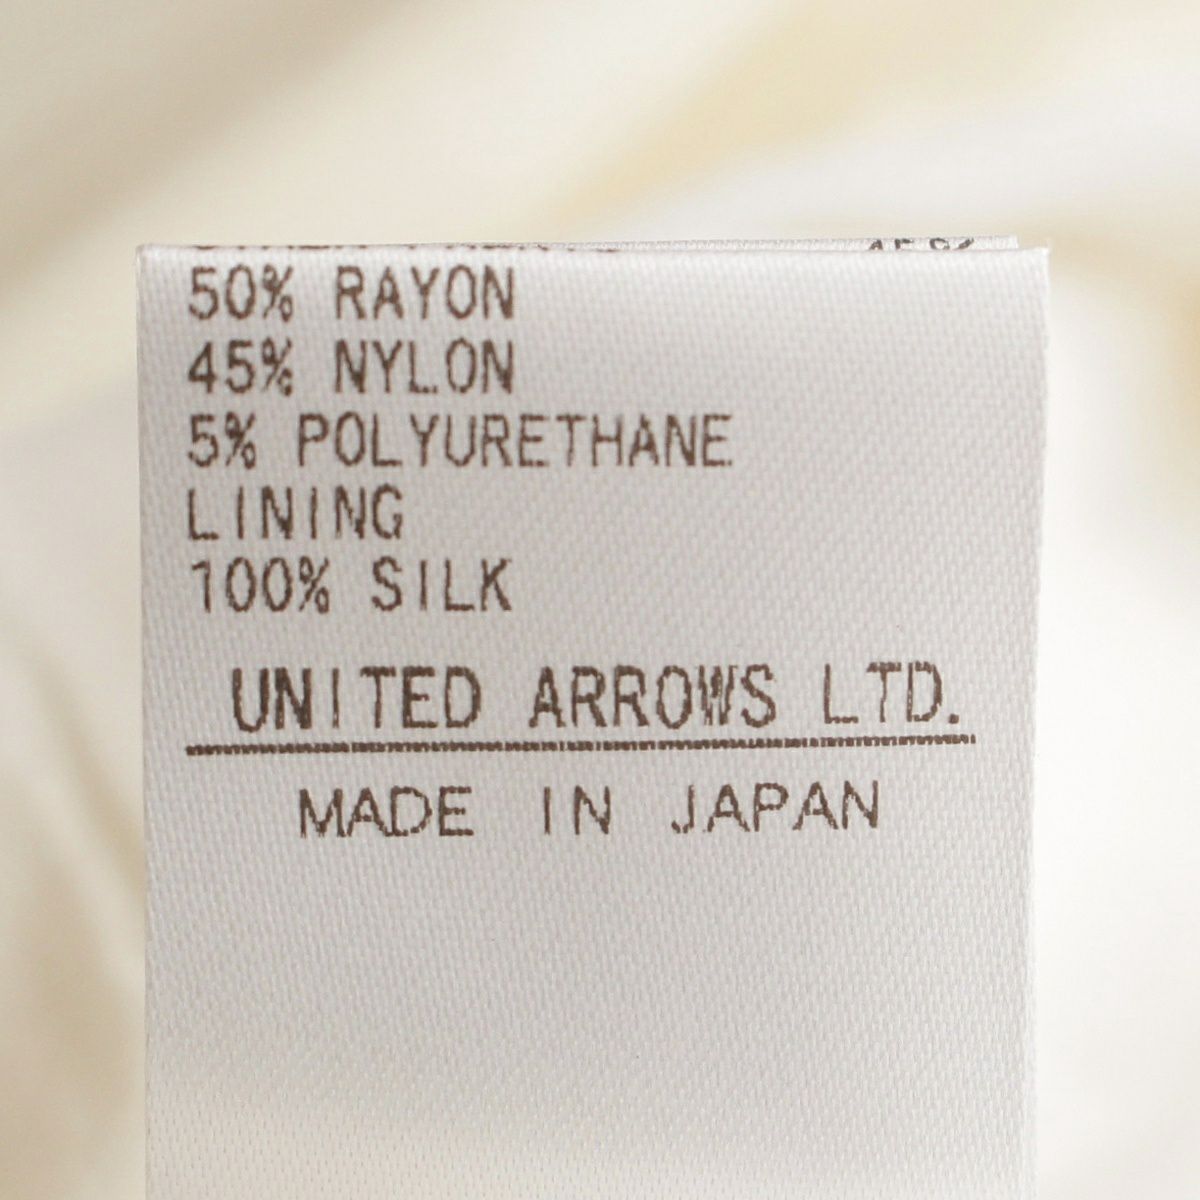 50% RAYON
45% NYLON
5% POLYURETHANE
LINING
100% SILK
UNITED ARROWS LTD.
MADE IN JAPAN